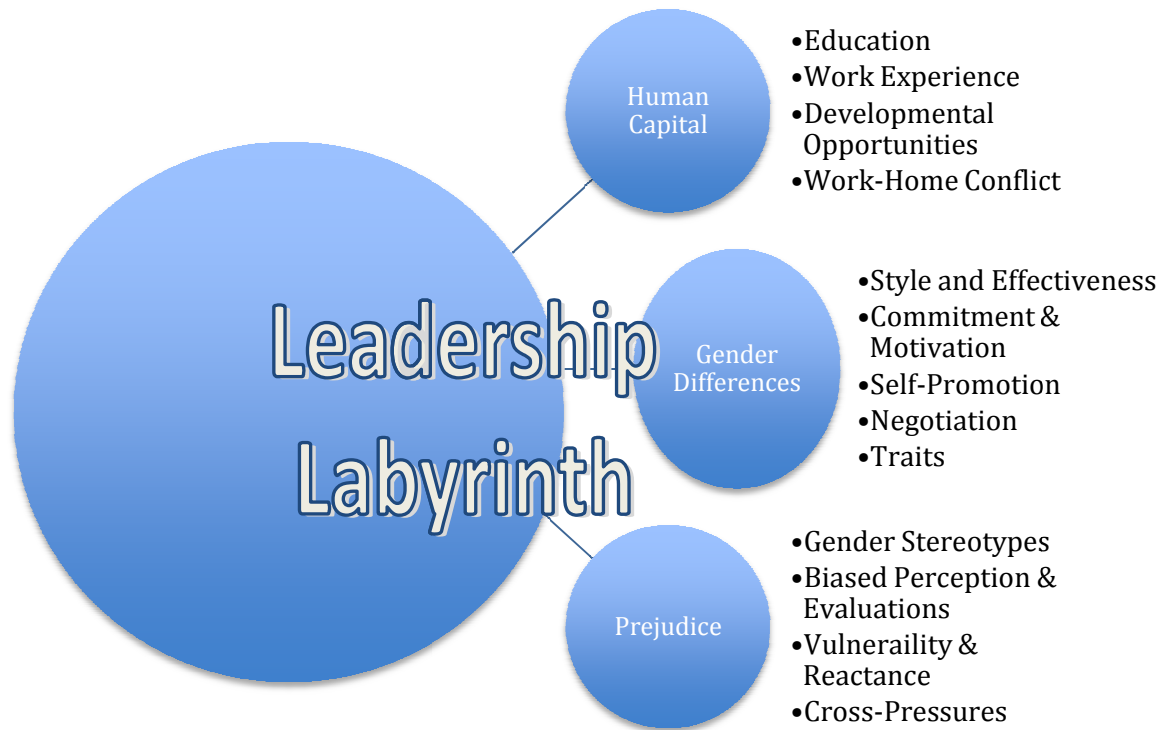 Leadership
Labyrinth
Human
Capital
•Education
•Work Experience
•Developmental
Opportunities
•Work-Home Conflict
Gender
Differences
•Style and Effectiveness
•Commitment &
Motivation
•Self-Promotion
•Negotiation
•Traits
Prejudice
•Gender Stereotypes
•Biased Perception &
Evaluations
•Vulneraility &
Reactance
•Cross-Pressures